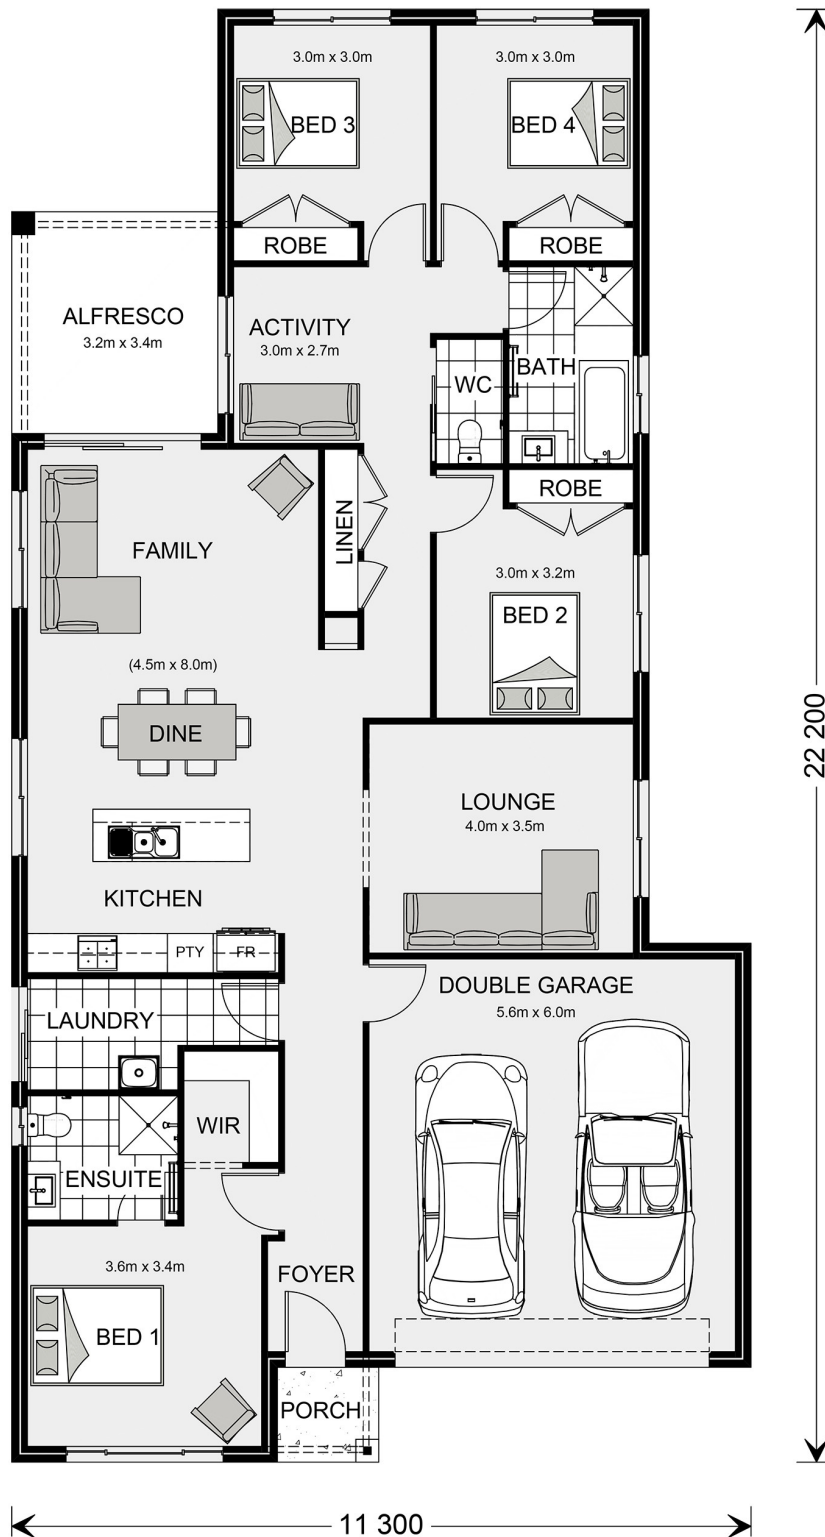 3.0m x 3.0m
3.0m x 3.0m
BED 3
BED 4
ROBE
ROBE
ALFRESCO
3.2m x 3.4m
ACTIVITY
3.0m x 2.7m
WC
BATH
ROBE
LINEN
FAMILY
3.0m x 3.2m
BED 2
(4.5m x 8.0m)
DINE
22 200
LOUNGE
4.0m x 3.5m
KITCHEN
PTY
FR
DOUBLE GARAGE
5.6m x 6.0m
LAUNDRY
WIR
ENSUITE
3.6m x 3.4m
FOYER
BED 1
PORCH
11 300